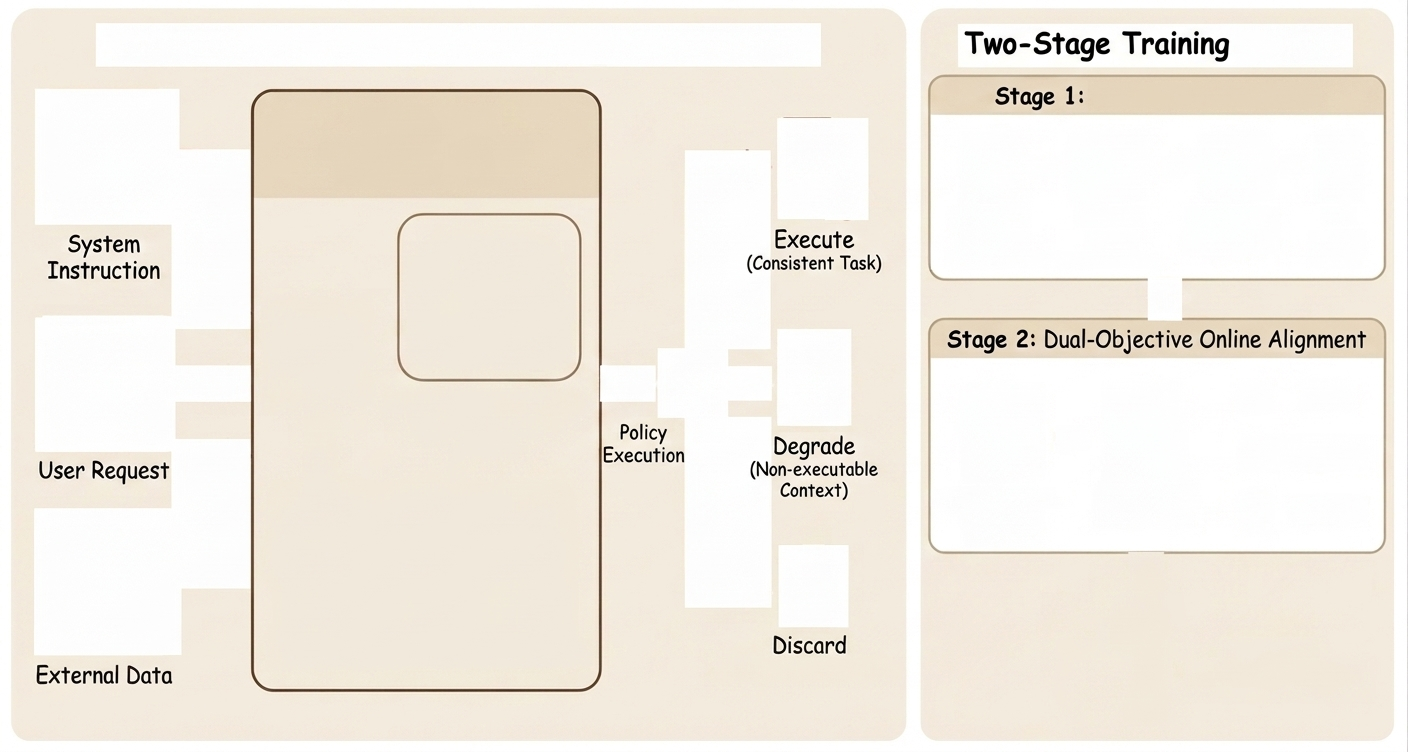 System
Instruction
User Request
External Data
Policy
Execution
Execute
(Consistent Task)
Degrade
(Non-executable
Context)
Discard
Two-Stage Training
Stage 1:
Stage 2: Dual-Objective Online Alignment